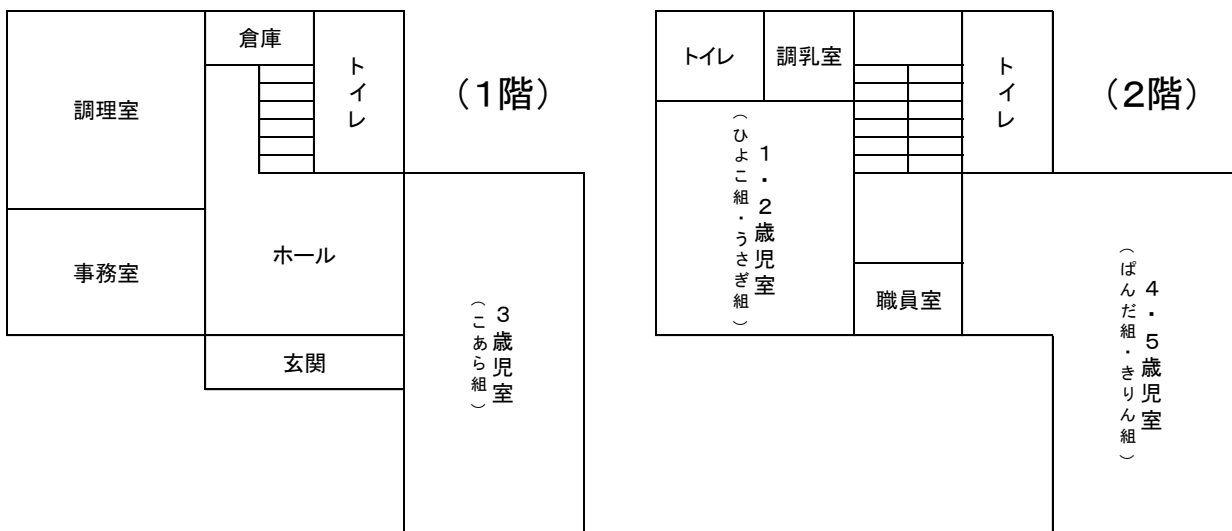 (1階)
倉庫
トイレ
調理室
事務室
ホール
玄関
3歳児室
(こあら組)
(2階)
トイレ
調乳室
トイレ
1・2歳児室
(ひよこ組・うさぎ組)
職員室
4・5歳児室
(ぱんだ組・きりん組)